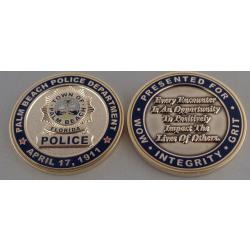 PALM BEACH POLICE DEPARTMENT
TOWN OF
PALM BEACH
FLORIDA
POLICE
APRIL 17, 1911
PRESENTED FOR
Every Encounter
Is An Opportunity
To Positively
Impact The
Lives Of Others.
WOW · INTEGRITY · GRIT